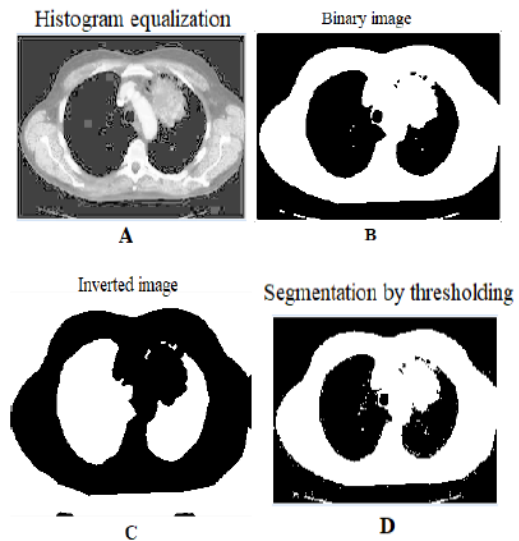 Histogram equalization
Binary image
A
B
Inverted image
Segmentation by thresholding
C
D